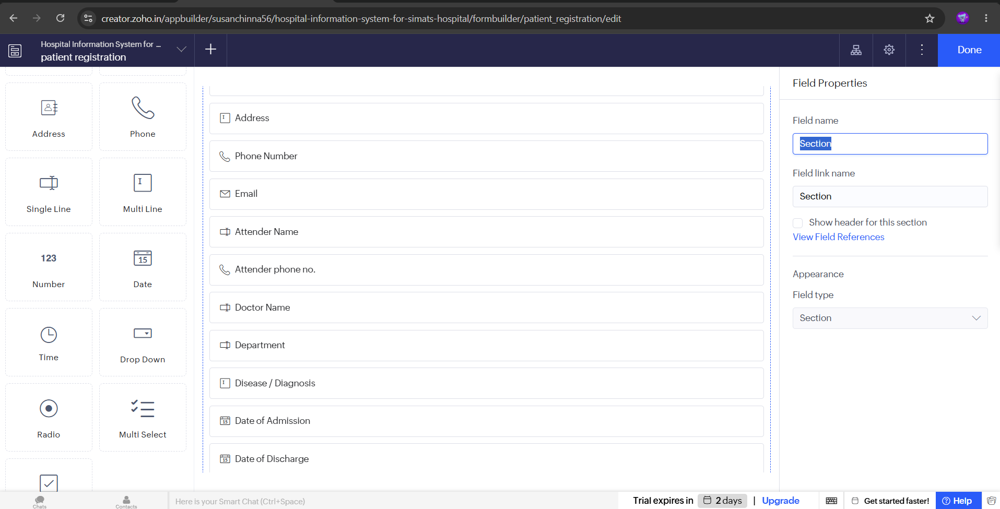 creator.zoho.in/appbuilder/susanchinna56/hospital-information-system-for-simats-hospital/formbuilder/patient_registration/edit
Hospital Information System for ...
patient registration
Done
Address
Phone
Single Line
Multi Line
123
Number
15
Date
Time
Drop Down
Radio
Multi Select
Address
Phone Number
Email
Attender Name
Attender phone no.
Doctor Name
Department
Disease / Diagnosis
15 Date of Admission
15 Date of Discharge
Field Properties
Field name
Section
Field link name
Section
Show header for this section
View Field References
Appearance
Field type
Section
Chats
Contacts
Here is your Smart Chat (Ctrl+Space)
Trial expires in 2 days | Upgrade
Get started faster!
Help